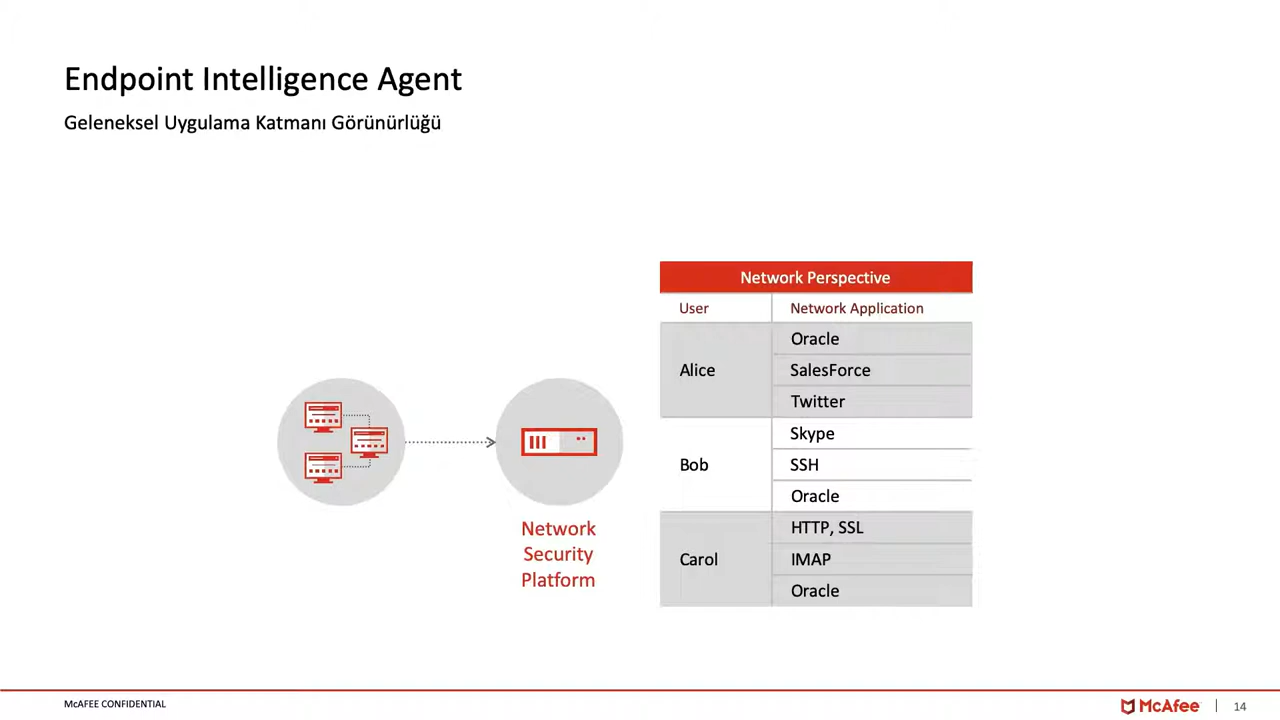 Endpoint Intelligence Agent
Geleneksel Uygulama Katmanı Görünürlüğü
Network
Security
Platform
Network Perspective
User Network Application
Alice
Oracle
SalesForce
Twitter
Bob
Skype
SSH
Oracle
Carol
HTTP, SSL
IMAP
Oracle
McAFEE CONFIDENTIAL
McAfee
14